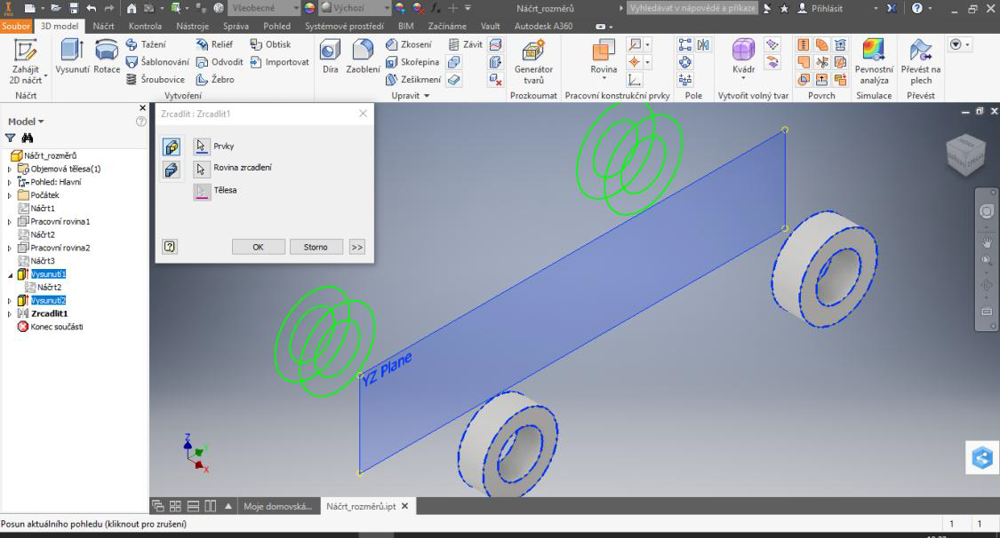 Všeobecné
Výchozí
Náčrt_rozměrů
Vyhledávat v nápovědě a příkaze
Přihlásit
Soubor
3D model
Náčrt
Kontrola
Nástroje
Správa
Pohled
Systémové prostředí
BIM
Začínáme
Vault
Autodesk A360
Zahájit
2D náčrt
Vysunutí
Rotace
Tažení
Šablonování
Šroubovice
Reliéf
Odvodit
Žebro
Obtisk
Importovat
Díra
Zaoblení
Zkosení
Skořepina
Zešikmení
Závit
Generátor
tvarů
Rovina
Kvádr
Pevnostní
analýza
Převést na
plech
Náčrt
Vytvoření
Upravit
Prozkoumat
Pracovní konstrukční prvky
Pole
Vytvořit volný tvar
Povrch
Simulace
Převést
Model
Náčrt_rozměrů
Objemová tělesa(1)
Pohled: Hlavní
Počátek
Náčrt1
Pracovní rovina1
Náčrt2
Pracovní rovina2
Náčrt3
Vysunutí1
Náčrt2
Vysunutí2
Zrcadlit1
Konec součásti
Zrcadlit : Zrcadlit1
Prvky
Rovina zrcadlení
Tělesa
OK
Storno
>>
YZ Plane
Z
Y
X
Moje domovská...
Náčrt_rozměrů.ipt
Posun aktuálního pohledu (kliknout pro zrušení)
1
1